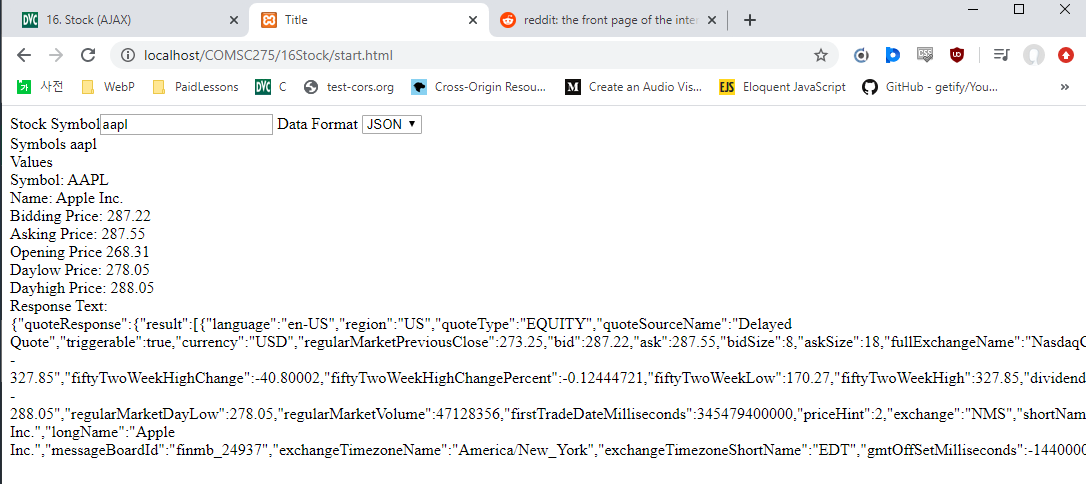 16. Stock (AJAX)
Title
reddit: the front page of the inter
localhost/COMSC275/16Stock/start.html
사전 WebP PaidLessons DVC C test-cors.org Cross-Origin Resou... Create an Audio Vis... EJS Eloquent JavaScript GitHub - getify/You... »
Stock Symbol aapl Data Format JSON
Symbols aapl
Values
Symbol: AAPL
Name: Apple Inc.
Bidding Price: 287.22
Asking Price: 287.55
Opening Price 268.31
Daylow Price: 278.05
Dayhigh Price: 288.05
Response Text:
{"quoteResponse":{"result":[{"language":"en-US","region":"US","quoteType":"EQUITY","quoteSourceName":"Delayed
Quote","triggerable":true,"currency":"USD","regularMarketPreviousClose":273.25,"bid":287.22,"ask":287.55,"bidSize":8,"askSize":18,"fullExchangeName":"Nasdaq
-
327.85","fiftyTwoWeekHighChange":-40.80002,"fiftyTwoWeekHighChangePercent":-0.12444721,"fiftyTwoWeekLow":170.27,"fiftyTwoWeekHigh":327.85,"dividend
-
288.05","regularMarketDayLow":278.05,"regularMarketVolume":47128356,"firstTradeDateMilliseconds":345479400000,"priceHint":2,"exchange":"NMS","shortNam
Inc.","longName":"Apple
Inc.","messageBoardId":"finmb_24937","exchangeTimezoneName":"America/New_York","exchangeTimezoneShortName":"EDT","gmtOffSetMilliseconds":-1440000